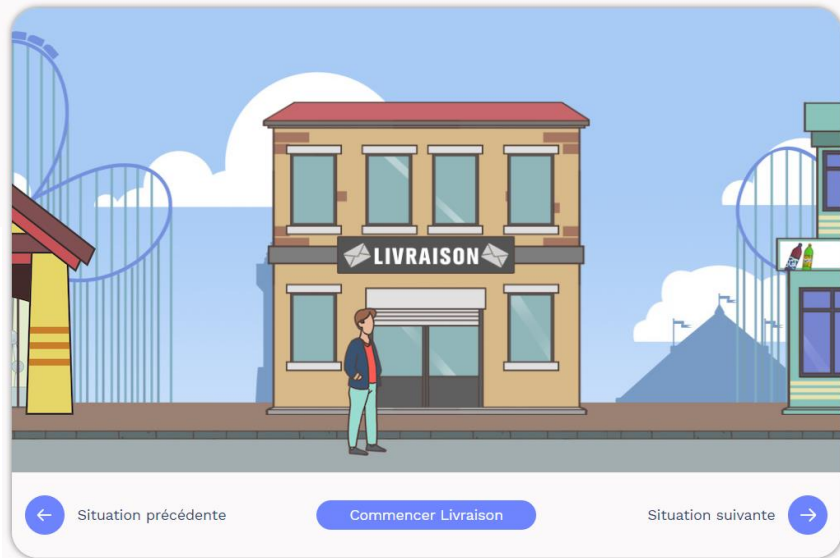 LIVRAISON
Situation précédente
Commencer Livraison
Situation suivante